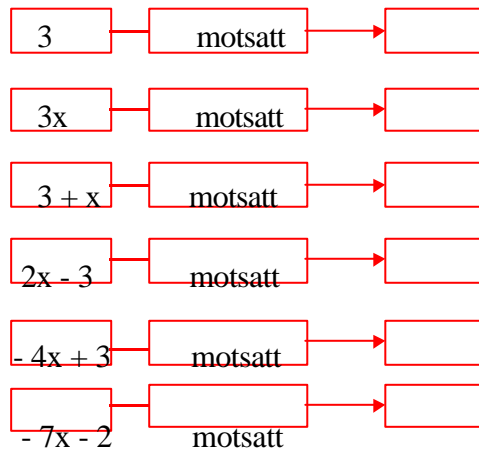 3 motsatt
3x motsatt
3 + x motsatt
2x - 3 motsatt
- 4x + 3 motsatt
- 7x - 2 motsatt